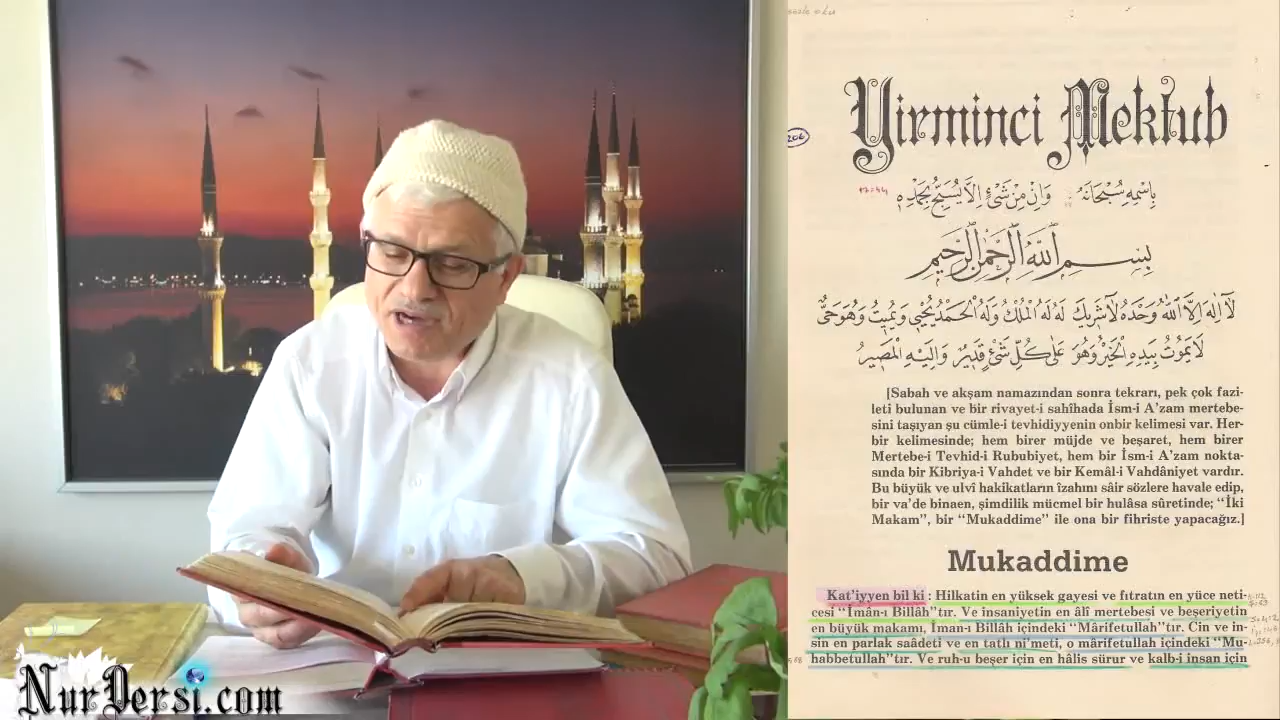 NurDersi.com
206
Yirminci Mektub
بِاسْمِهِ سُبْحَانَهُ وَاِنْ مِنْ شَىْءٍ اِلَّا يُسَبِّحُ بِحَمْدِهِ
17:44
بِسْمِ اللّٰهِ الرَّحْمٰنِ الرَّحِيمِ
لَا اِلٰهَ اِلَّا اللّٰهُ وَحْدَهُ لَا شَرِيكَ لَهُ لَهُ الْمُلْكُ وَلَهُ الْحَمْدُ يُحْيِى وَيُمِيتُ وَهُوَ حَىٌّ
لَا يَمُوتُ بِيَدِهِ الْخَيْرُ وَهُوَ عَلٰى كُلِّ شَىْءٍ قَدِيرٌ وَاِلَيْهِ الْمَصِيرُ
[Sabah ve akşam namazından sonra tekrarı, pek çok fazi-
leti bulunan ve bir rivayet-i sahîhada İsm-i A'zam mertebe-
sini taşıyan şu cümle-i tevhidiyyenin onbir kelimesi var. Her-
bir kelimesinde; hem birer müjde ve beşaret, hem birer
Mertebe-i Tevhid-i Rububiyet, hem bir İsm-i A'zam nokta-
sında bir Kibriya-i Vahdet ve bir Kemâl-i Vahdâniyet vardır.
Bu büyük ve ulvî hakikatların îzahını sâir sözlere havale edip,
bir va'de binaen, şimdilik mücmel bir hulâsa sûretinde; "İki
Makam", bir "Mukaddime" ile ona bir fihriste yapacağız.]
Mukaddime
Kat'iyyen bil ki : Hilkatin en yüksek gayesi ve fıtratın en yüce neti-
cesi "İmân-ı Billâh"tır. Ve insaniyetin en âlî mertebesi ve beşeriyetin
en büyük makamı, İman-ı Billâh içindeki "Mârifetullah"tır. Cin ve in-
sin en parlak saâdeti ve en tatlı ni'meti, o mârifetullah içindeki "Mu-
habbetullah"tır. Ve ruh-u beşer için en hâlis sürur ve kalb-i insan için